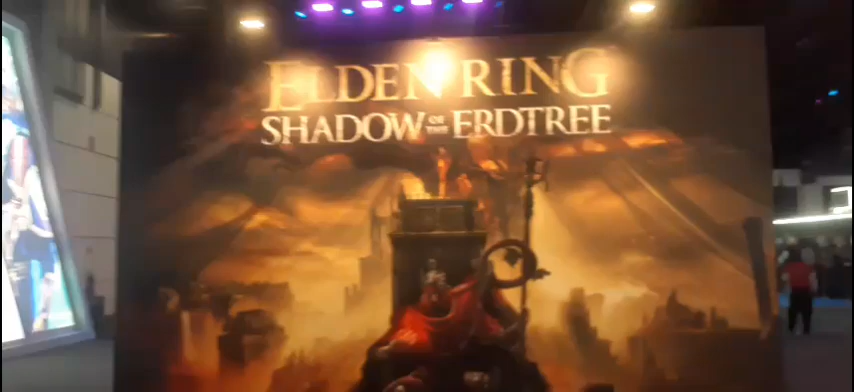 ELDEN RING
SHADOW OF THE ERDTREE